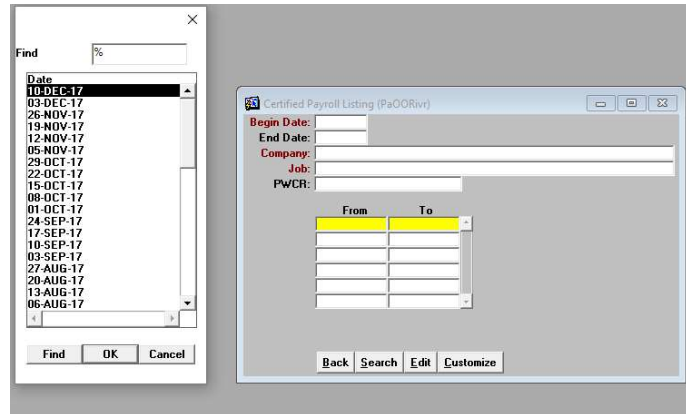 Find
%
Date
10-DEC-17
03-DEC-17
26-NOV-17
19-NOV-17
12-NOV-17
05-NOV-17
29-OCT-17
22-OCT-17
15-OCT-17
08-OCT-17
01-OCT-17
24-SEP-17
17-SEP-17
10-SEP-17
03-SEP-17
27-AUG-17
20-AUG-17
13-AUG-17
06-AUG-17
Find OK Cancel
Certified Payroll Listing (PaOORivr)
Begin Date:
End Date:
Company:
Job:
PWCR:
From To
Back Search Edit Customize